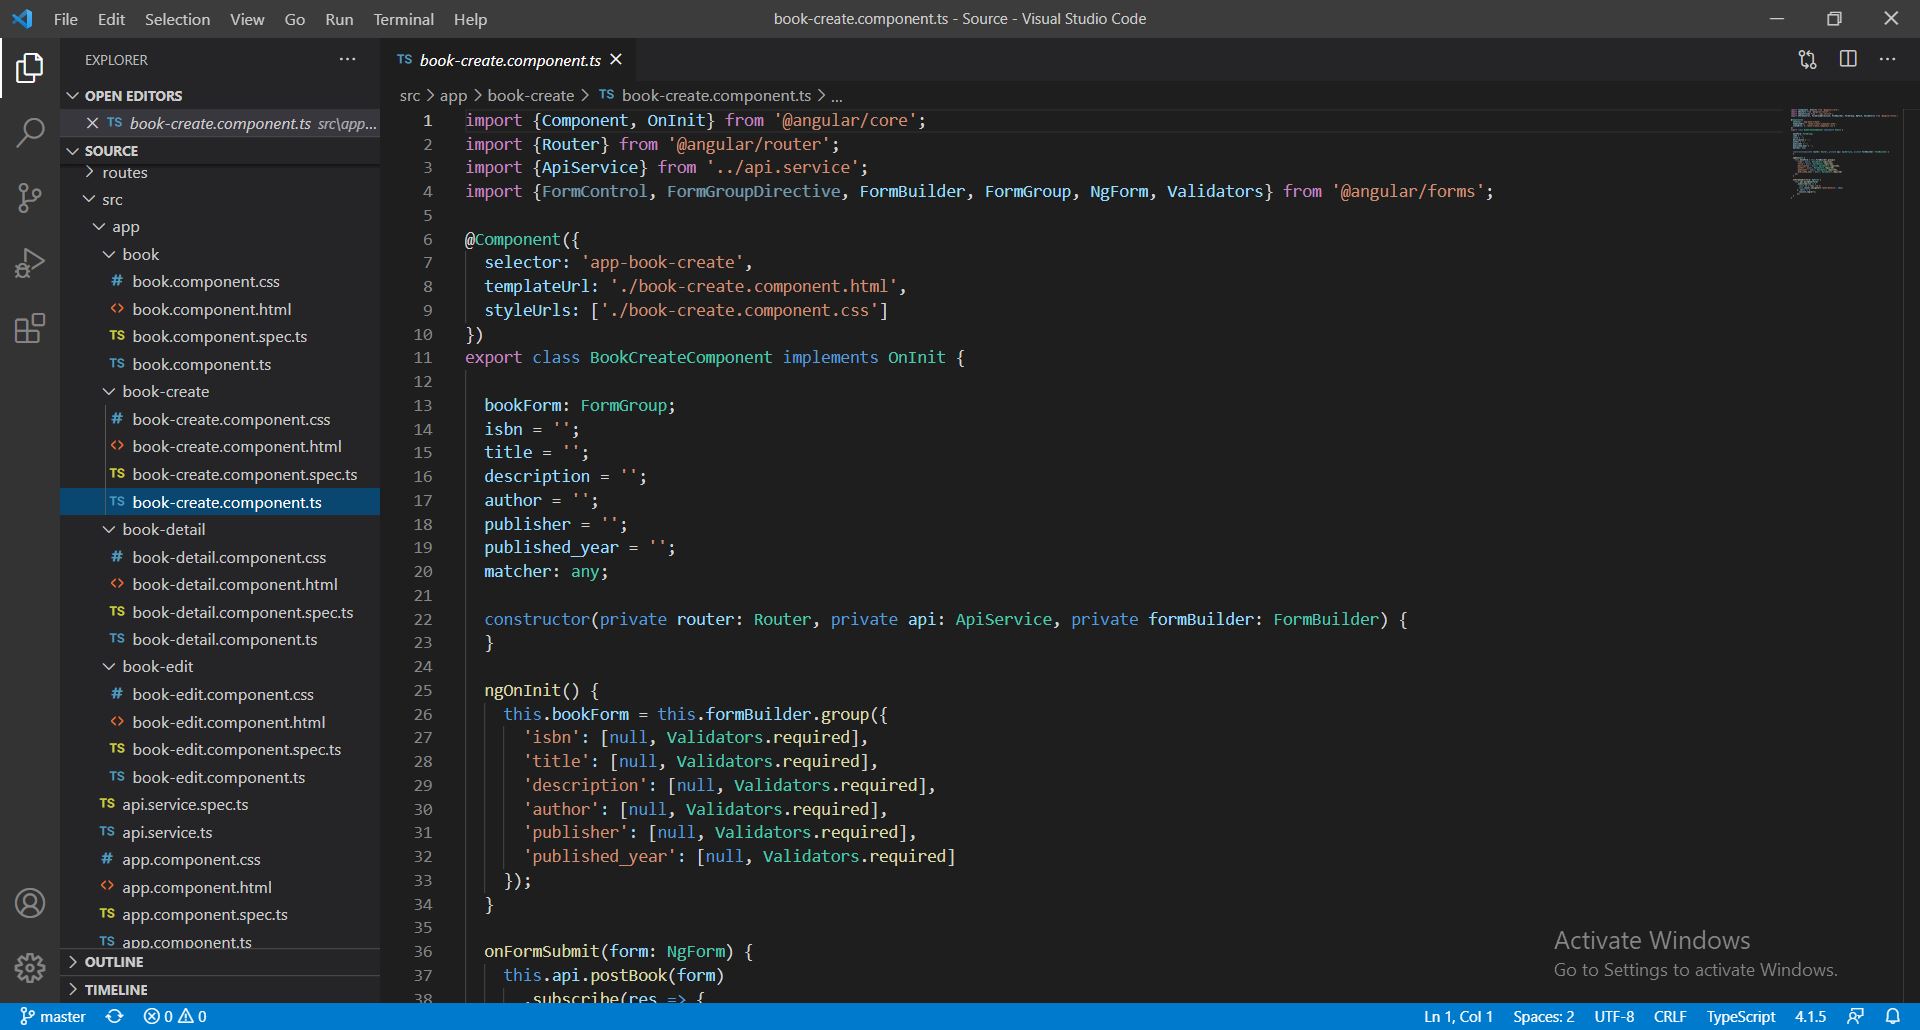 File Edit Selection View Go Run Terminal Help
book-create.component.ts - Source - Visual Studio Code
EXPLORER
OPEN EDITORS
TS book-create.component.ts src\app...
SOURCE
routes
src
app
book
# book.component.css
<> book.component.html
TS book.component.spec.ts
TS book.component.ts
book-create
# book-create.component.css
<> book-create.component.html
TS book-create.component.spec.ts
TS book-create.component.ts
book-detail
# book-detail.component.css
<> book-detail.component.html
TS book-detail.component.spec.ts
TS book-detail.component.ts
book-edit
# book-edit.component.css
<> book-edit.component.html
TS book-edit.component.spec.ts
TS book-edit.component.ts
TS api.service.spec.ts
TS api.service.ts
# app.component.css
<> app.component.html
TS app.component.spec.ts
TS app.component.ts
OUTLINE
TIMELINE
TS book-create.component.ts
src > app > book-create > TS book-create.component.ts > ...
1 import {Component, OnInit} from '@angular/core';
2 import {Router} from '@angular/router';
3 import {ApiService} from '../api.service';
4 import {FormControl, FormGroupDirective, FormBuilder, FormGroup, NgForm, Validators} from '@angular/forms';
5
6 @Component({
7 selector: 'app-book-create',
8 templateUrl: './book-create.component.html',
9 styleUrls: ['./book-create.component.css']
10 })
11 export class BookCreateComponent implements OnInit {
12
13 bookForm: FormGroup;
14 isbn = '';
15 title = '';
16 description = '';
17 author = '';
18 publisher = '';
19 published_year = '';
20 matcher: any;
21
22 constructor(private router: Router, private api: ApiService, private formBuilder: FormBuilder) {
23 }
24
25 ngOnInit() {
26 this.bookForm = this.formBuilder.group({
27 'isbn': [null, Validators.required],
28 'title': [null, Validators.required],
29 'description': [null, Validators.required],
30 'author': [null, Validators.required],
31 'publisher': [null, Validators.required],
32 'published_year': [null, Validators.required]
33 });
34 }
35
36 onFormSubmit(form: NgForm) {
37 this.api.postBook(form)
38 .subscribe(res => {
Activate Windows
Go to Settings to activate Windows.
master 0 0 Ln 1, Col 1 Spaces: 2 UTF-8 CRLF TypeScript 4.1.5